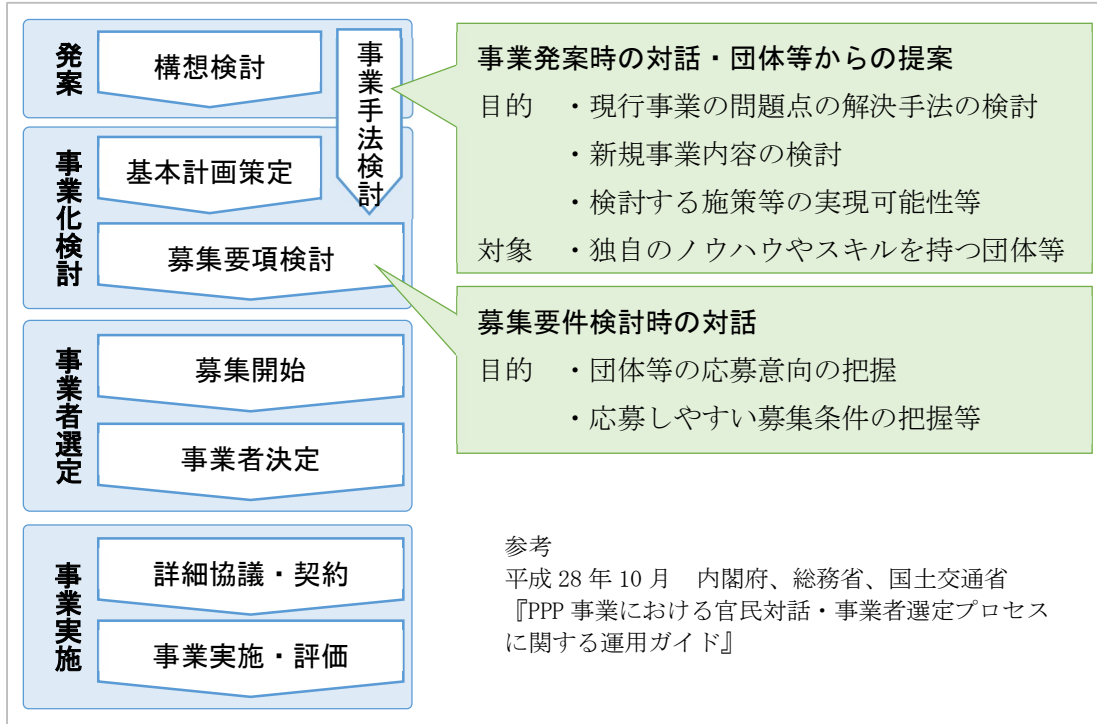 発案
構想検討
事業手法検討
事業化検討
基本計画策定
募集要項検討
事業者選定
募集開始
事業者決定
事業実施
詳細協議・契約
事業実施・評価
事業発案時の対話・団体等からの提案
目的 ・現行事業の問題点の解決手法の検討
・新規事業内容の検討
・検討する施策等の実現可能性等
対象 ・独自のノウハウやスキルを持つ団体等
募集要件検討時の対話
目的 ・団体等の応募意向の把握
・応募しやすい募集条件の把握等
参考
平成 28 年 10 月 内閣府、総務省、国土交通省
『PPP 事業における官民対話・事業者選定プロセス
に関する運用ガイド』